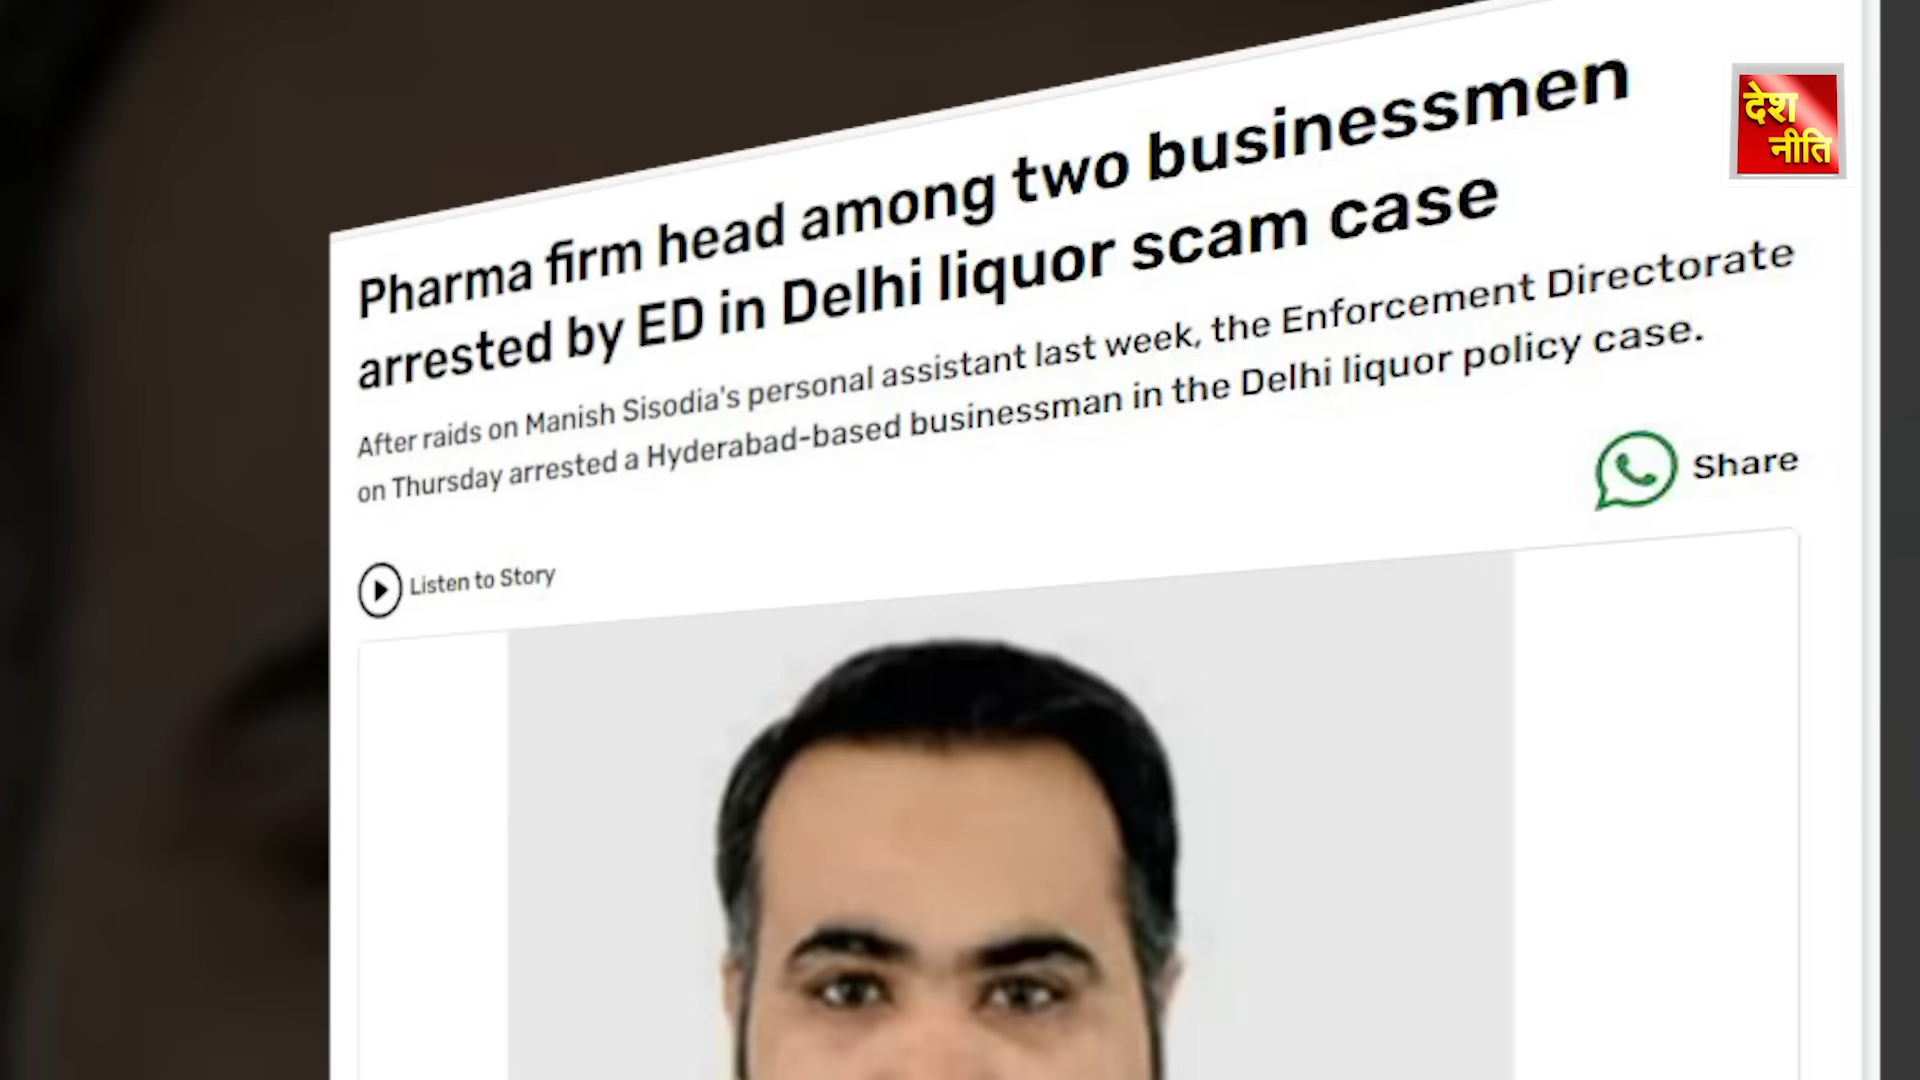 देश
नीति
Pharma firm head among two businessmen
arrested by ED in Delhi liquor scam case
After raids on Manish Sisodia's personal assistant last week, the Enforcement Directorate
on Thursday arrested a Hyderabad-based businessman in the Delhi liquor policy case.
Share
Listen to Story